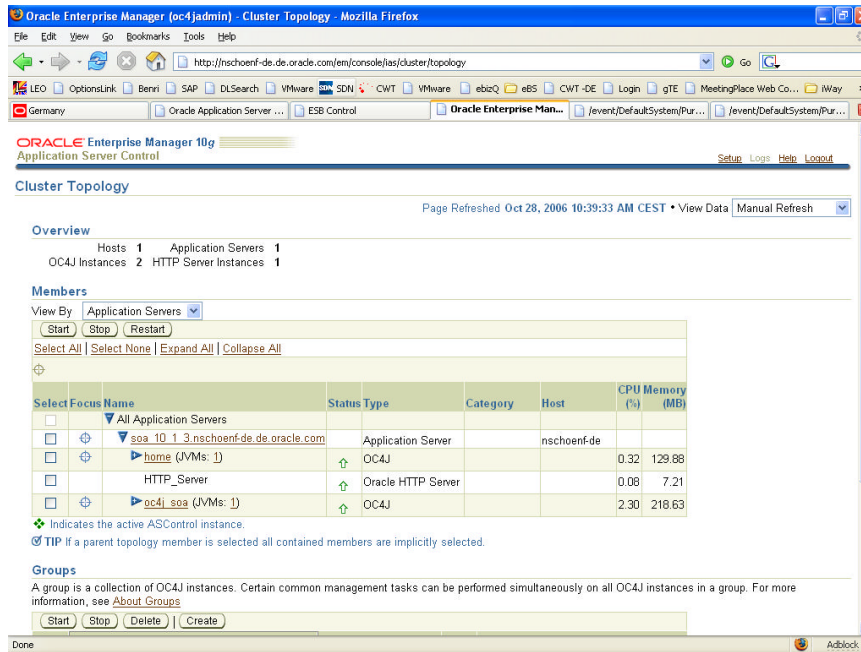 Oracle Enterprise Manager (oc4jadmin) - Cluster Topology - Mozilla Firefox
File Edit View Go Bookmarks Tools Help
http://nschoenf-de.de.oracle.com/em/console/ias/cluster/topology Go
LEO OptionsLink Benri SAP DLSearch VMware SDN SDN CWT VMware ebizQ eBS CWT -DE Login gTE MeetingPlace Web Co... iWay
Germany Oracle Application Server ... ESB Control Oracle Enterprise Man... /event/DefaultSystem/Pur... /event/DefaultSystem/Pur...
ORACLE Enterprise Manager 10g
Application Server Control
Setup Logs Help Logout
Cluster Topology
Page Refreshed Oct 28, 2006 10:39:33 AM CEST • View Data Manual Refresh
Overview
Hosts 1 Application Servers 1
OC4J Instances 2 HTTP Server Instances 1
Members
View By Application Servers
Start Stop Restart
Select All | Select None | Expand All | Collapse All
Select Focus Name Status Type Category Host CPU (%) Memory (MB)
All Application Servers
soa_10_1_3.nschoenf-de.de.oracle.com Application Server nschoenf-de
home (JVMs: 1) OC4J 0.32 129.88
HTTP_Server Oracle HTTP Server 0.08 7.21
oc4j_soa (JVMs: 1) OC4J 2.30 218.63
Indicates the active ASControl instance.
TIP If a parent topology member is selected all contained members are implicitly selected.
Groups
A group is a collection of OC4J instances. Certain common management tasks can be performed simultaneously on all OC4J instances in a group. For more
information, see About Groups
Start Stop Delete | Create
Done Adblock